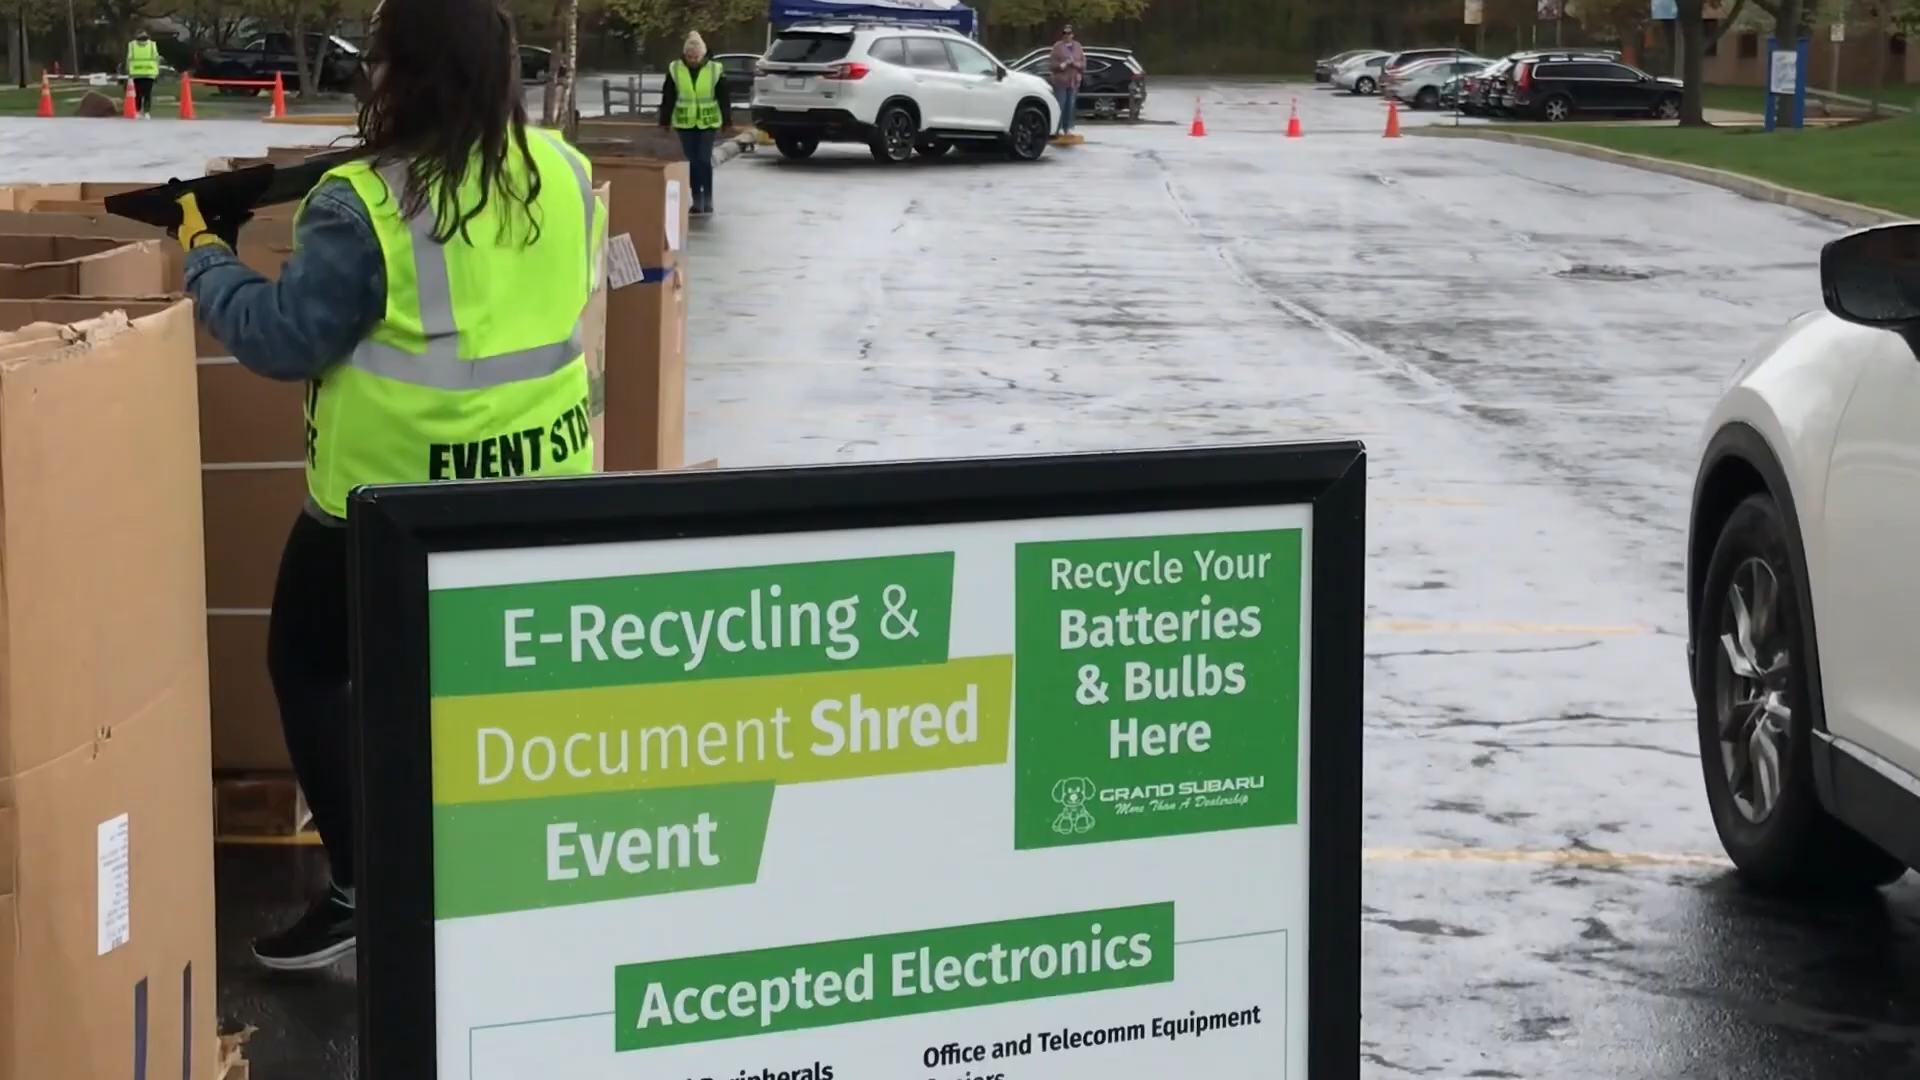 EVENT STA
E-Recycling &
Document Shred
Event
Recycle Your
Batteries
& Bulbs
Here
GRAND SUBARU
More Than A Dealership
Accepted Electronics
Office and Telecomm Equipment